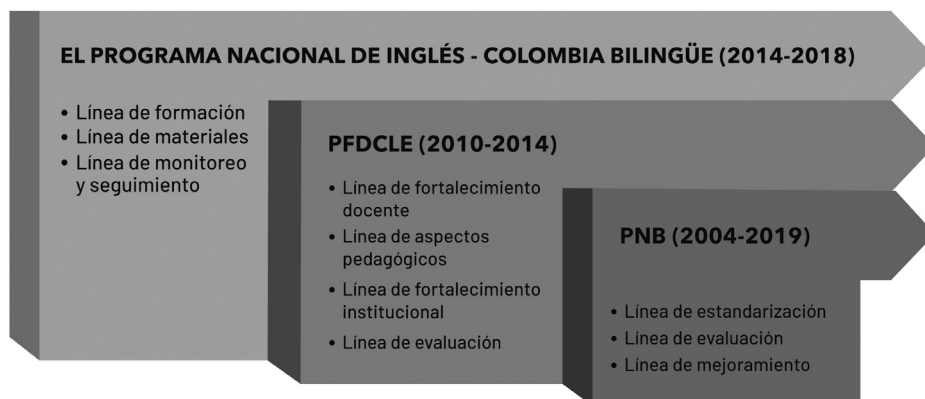 EL PROGRAMA NACIONAL DE INGLÉS - COLOMBIA BILINGÜE (2014-2018)
• Línea de formación
• Línea de materiales
• Línea de monitoreo
y seguimiento
PFDCLE (2010-2014)
• Línea de fortalecimiento
docente
• Línea de aspectos
pedagógicos
• Línea de fortalecimiento
institucional
• Línea de evaluación
PNB (2004-2019)
• Línea de estandarización
• Línea de evaluación
• Línea de mejoramiento